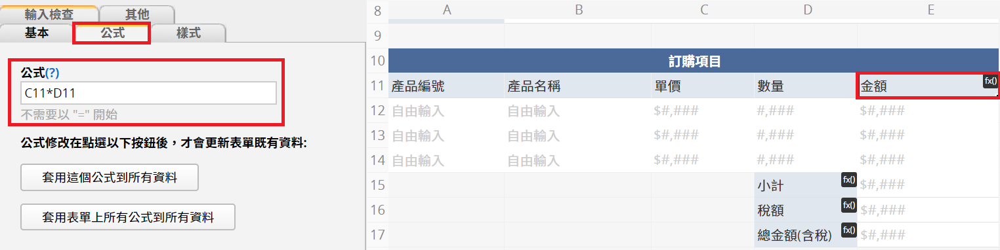 輸入檢查 其他
基本 公式 樣式
公式(?)
C11*D11
不需要以 "=" 開始
公式修改在點選以下按鈕後，才會更新表單既有資料:
套用這個公式到所有資料
套用表單上所有公式到所有資料
A B C D E
8
9
10 訂購項目
11 產品編號 產品名稱 單價 數量 金額 fx()
12 自由輸入 自由輸入 $#,### #,### $#,###
13 自由輸入 自由輸入 $#,### #,### $#,###
14 自由輸入 自由輸入 $#,### #,### $#,###
15 小計 fx() $#,###
16 稅額 fx() $#,###
17 總金額(含稅) fx() $#,###